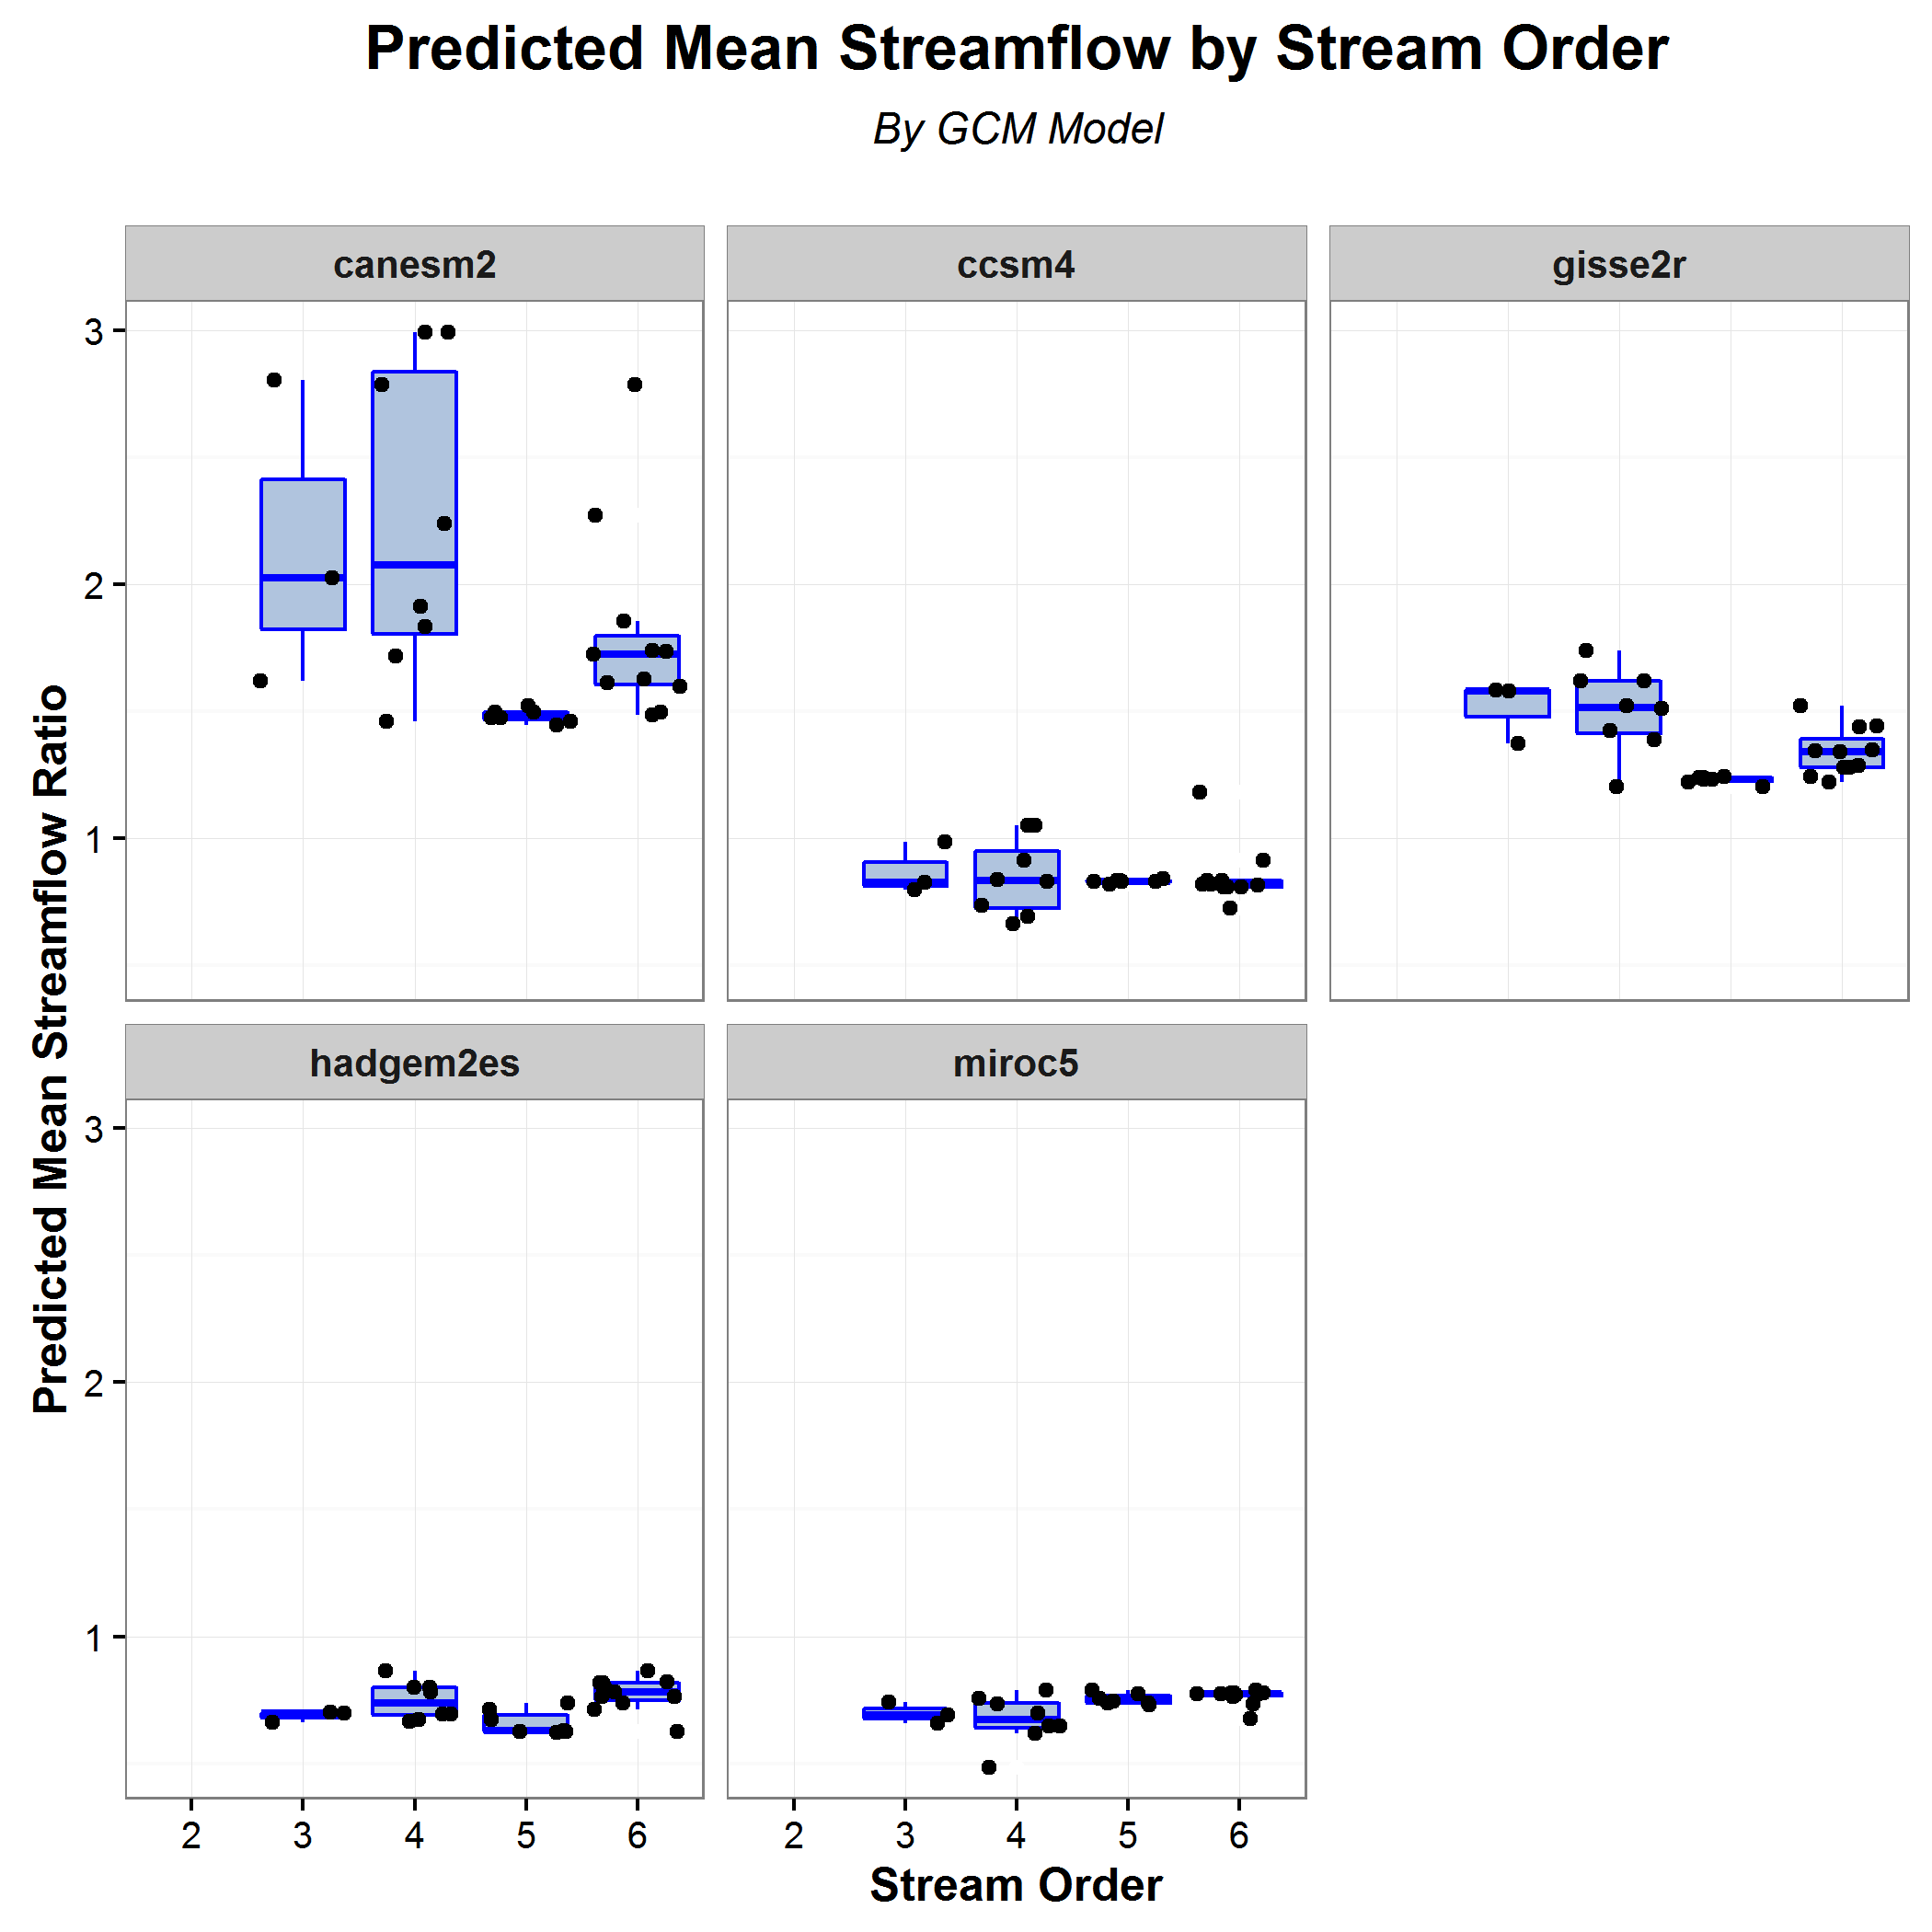 Predicted Mean Streamflow by Stream Order
By GCM Model
canesm2
ccsm4
gisse2r
3
2
1
Predicted Mean Streamflow Ratio
hadgem2es
miroc5
3
2
1
2 3 4 5 6
2 3 4 5 6
Stream Order